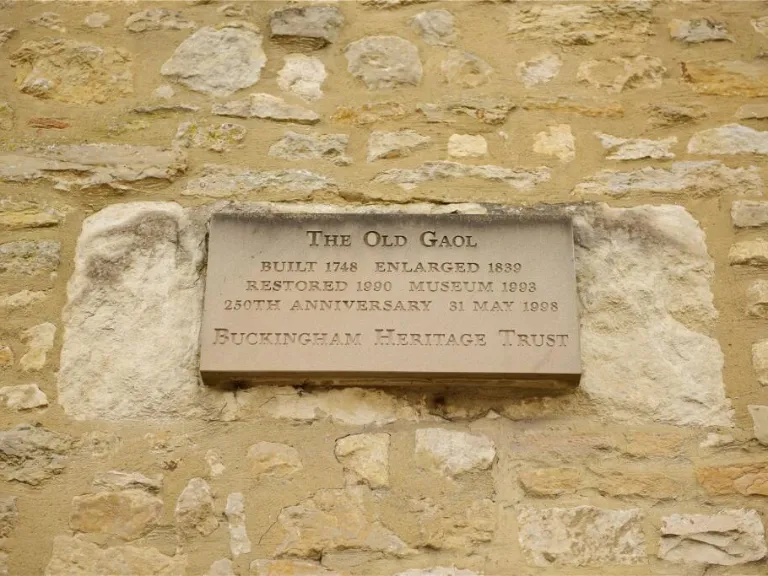 The Old Gaol
BUILT 1748 ENLARGED 1839
RESTORED 1990 MUSEUM 1993
250TH ANNIVERSARY 31 MAY 1998
Buckingham Heritage Trust